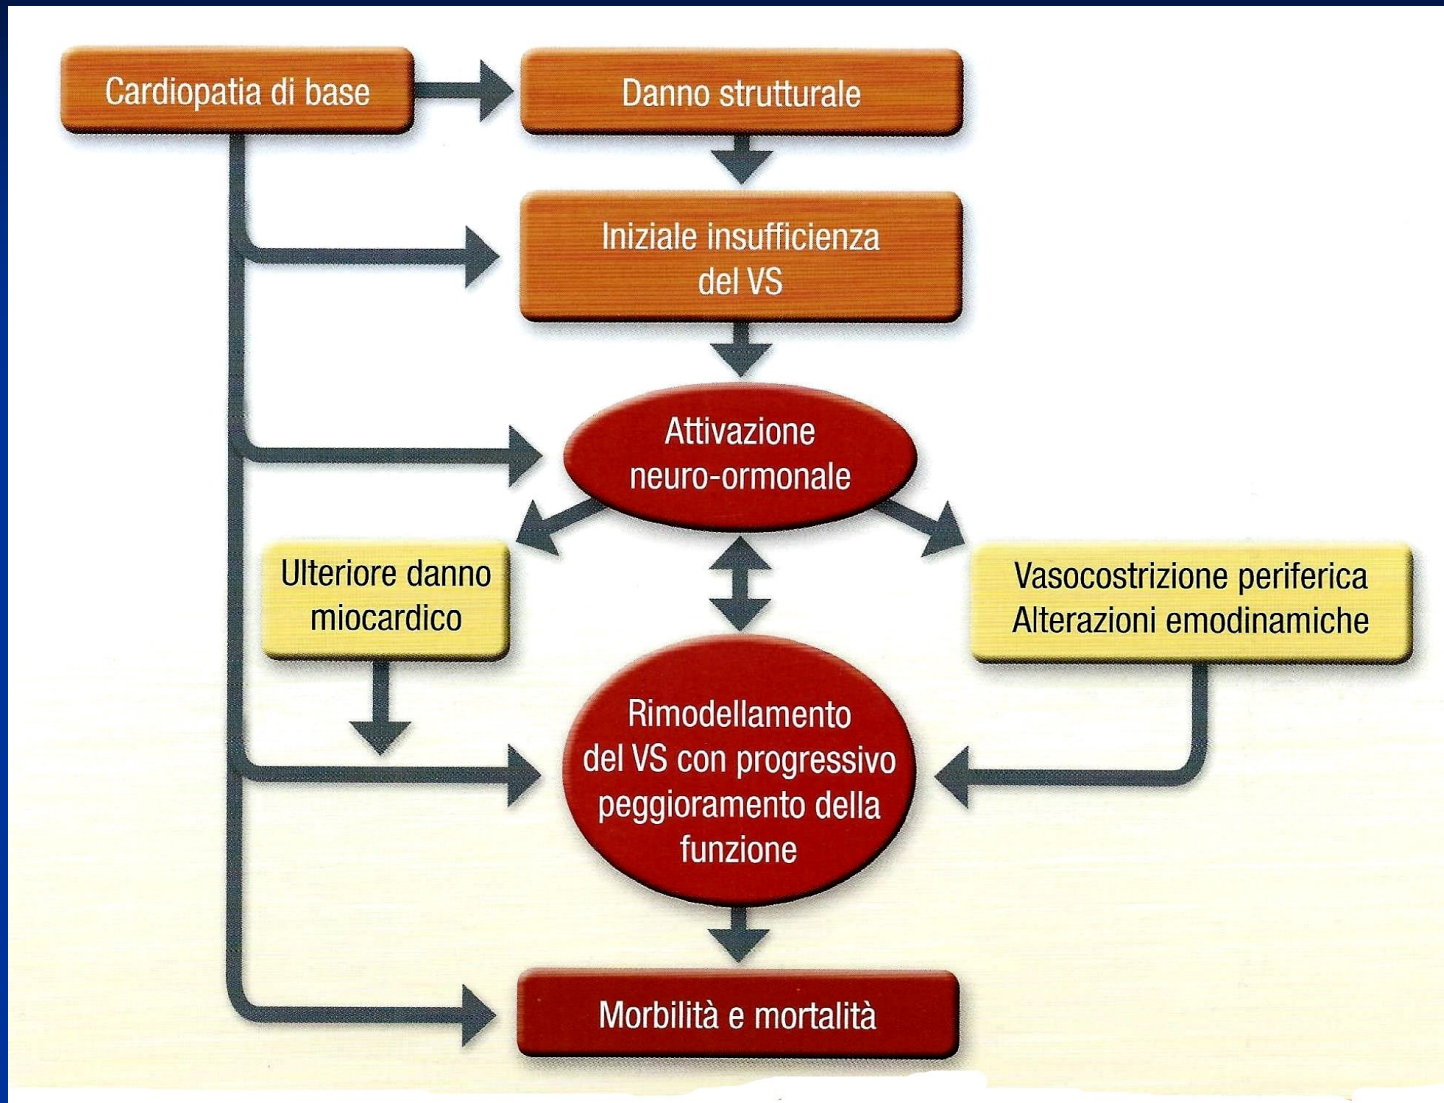 Cardiopatia di base
Danno strutturale
Iniziale insufficienza
del VS
Attivazione
neuro-ormonale
Ulteriore danno
miocardico
Vasocostrizione periferica
Alterazioni emodinamiche
Rimodellamento
del VS con progressivo
peggioramento della
funzione
Morbilità e mortalità